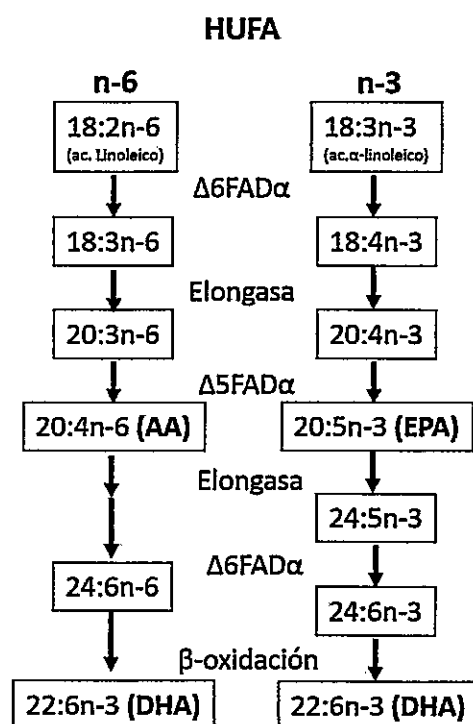 HUFA
n-6 n-3
18:2n-6 18:3n-3
(ac. Linoleico) (ac.α-linoleico)
Δ6FADα
18:3n-6 18:4n-3
Elongasa
20:3n-6 20:4n-3
Δ5FADα
20:4n-6 (AA) 20:5n-3 (EPA)
Elongasa
24:5n-3
24:6n-6 Δ6FADα
24:6n-3
β-oxidación
22:6n-3 (DHA) 22:6n-3 (DHA)